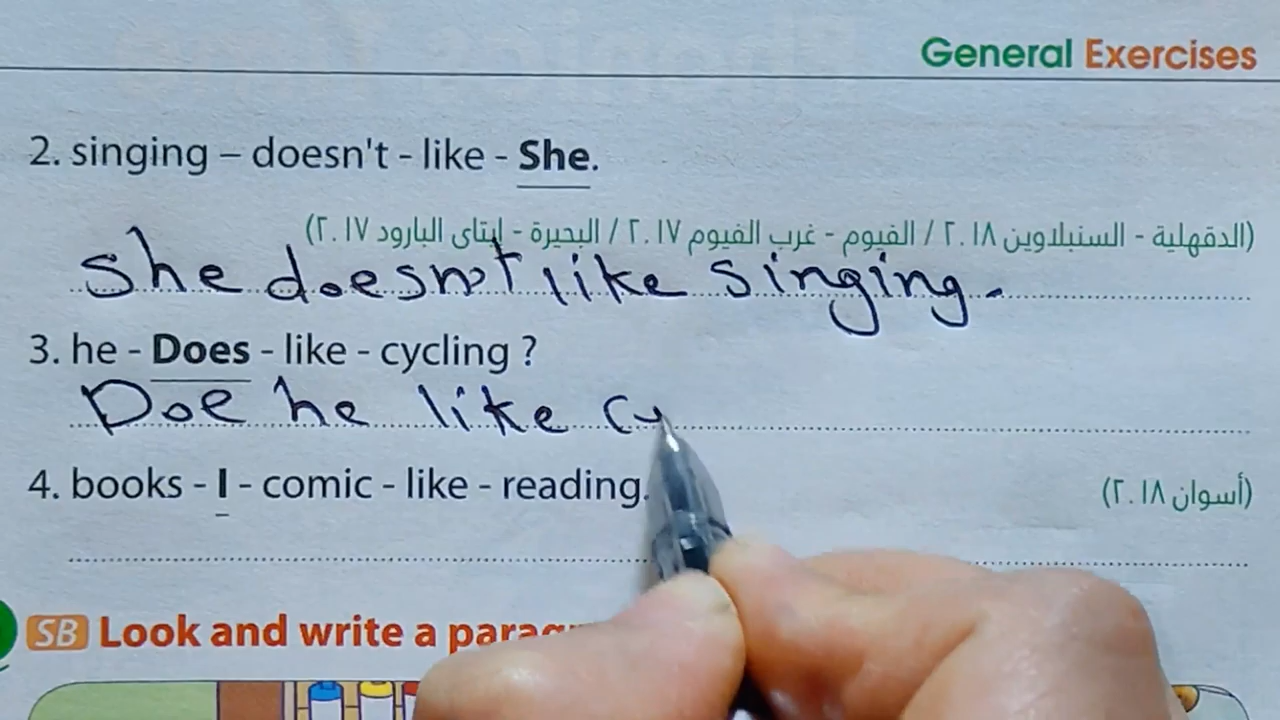 General Exercises
2. singing – doesn't - like - She.
(الدقهلية - السنبلاوين ٢٠١٨ / الفيوم - غرب الفيوم ٢٠١٧ / البحيرة - إيتاى البارود ٢٠١٧)
She doesn't like singing.
3. he - Does - like - cycling ?
Doe he like cy
4. books - I - comic - like - reading.
(أسوان ٢٠١٨)
SB Look and write a